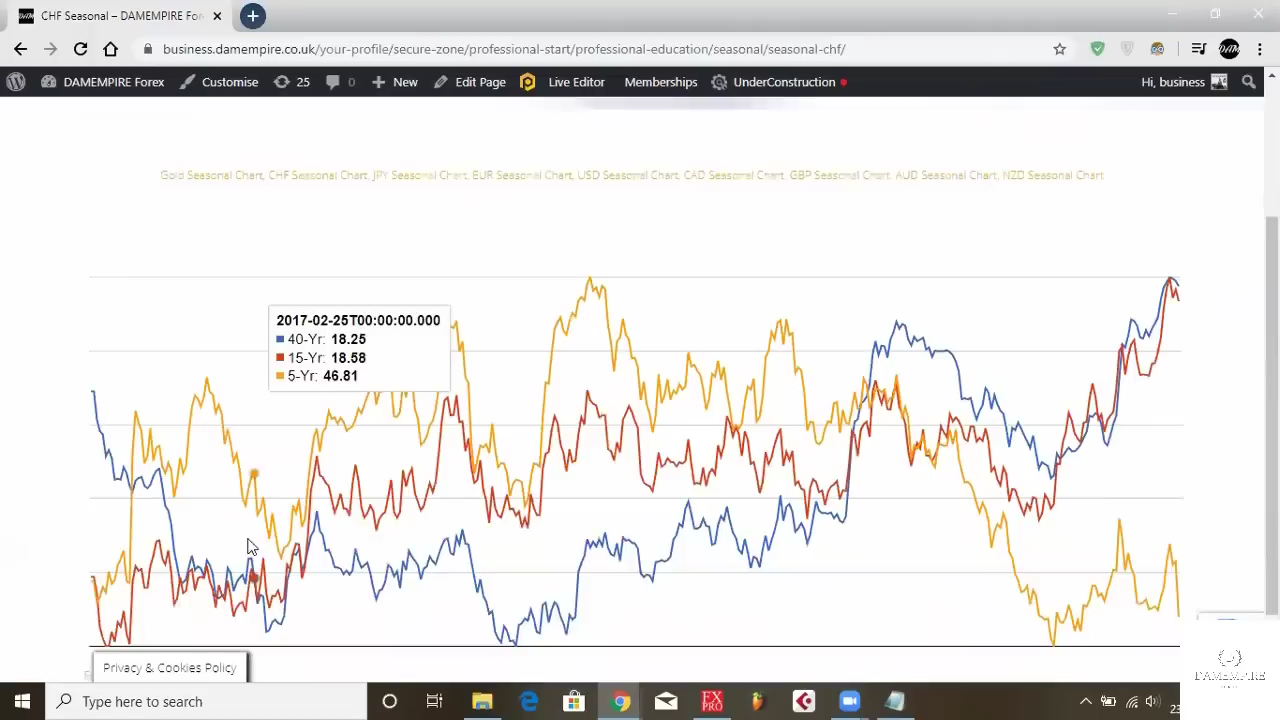 CHF Seasonal – DAMEMPIRE For
business.damempire.co.uk/your-profile/secure-zone/professional-start/professional-education/seasonal/seasonal-chf/
DAMEMPIRE Forex Customise 25 0 New Edit Page Live Editor Memberships UnderConstruction Hi, business
Gold Seasonal Chart, CHF Seasonal Chart, JPY Seasonal Chart, EUR Seasonal Chart, USD Seasonal Chart, CAD Seasonal Chart, GBP Seasonal Chart, AUD Seasonal Chart, NZD Seasonal Chart
2017-02-25T00:00:00.000
40-Yr: 18.25
15-Yr: 18.58
5-Yr: 46.81
Privacy & Cookies Policy
DAMEMPIRE
Type here to search
FX PRO
23